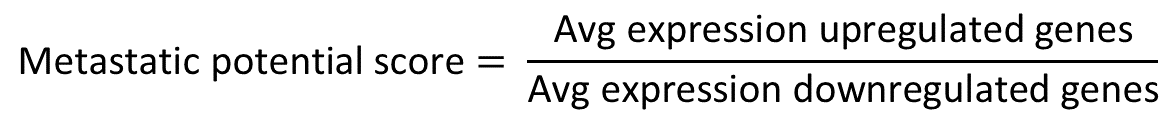 Metastatic potential score =
Avg expression upregulated genes
Avg expression downregulated genes